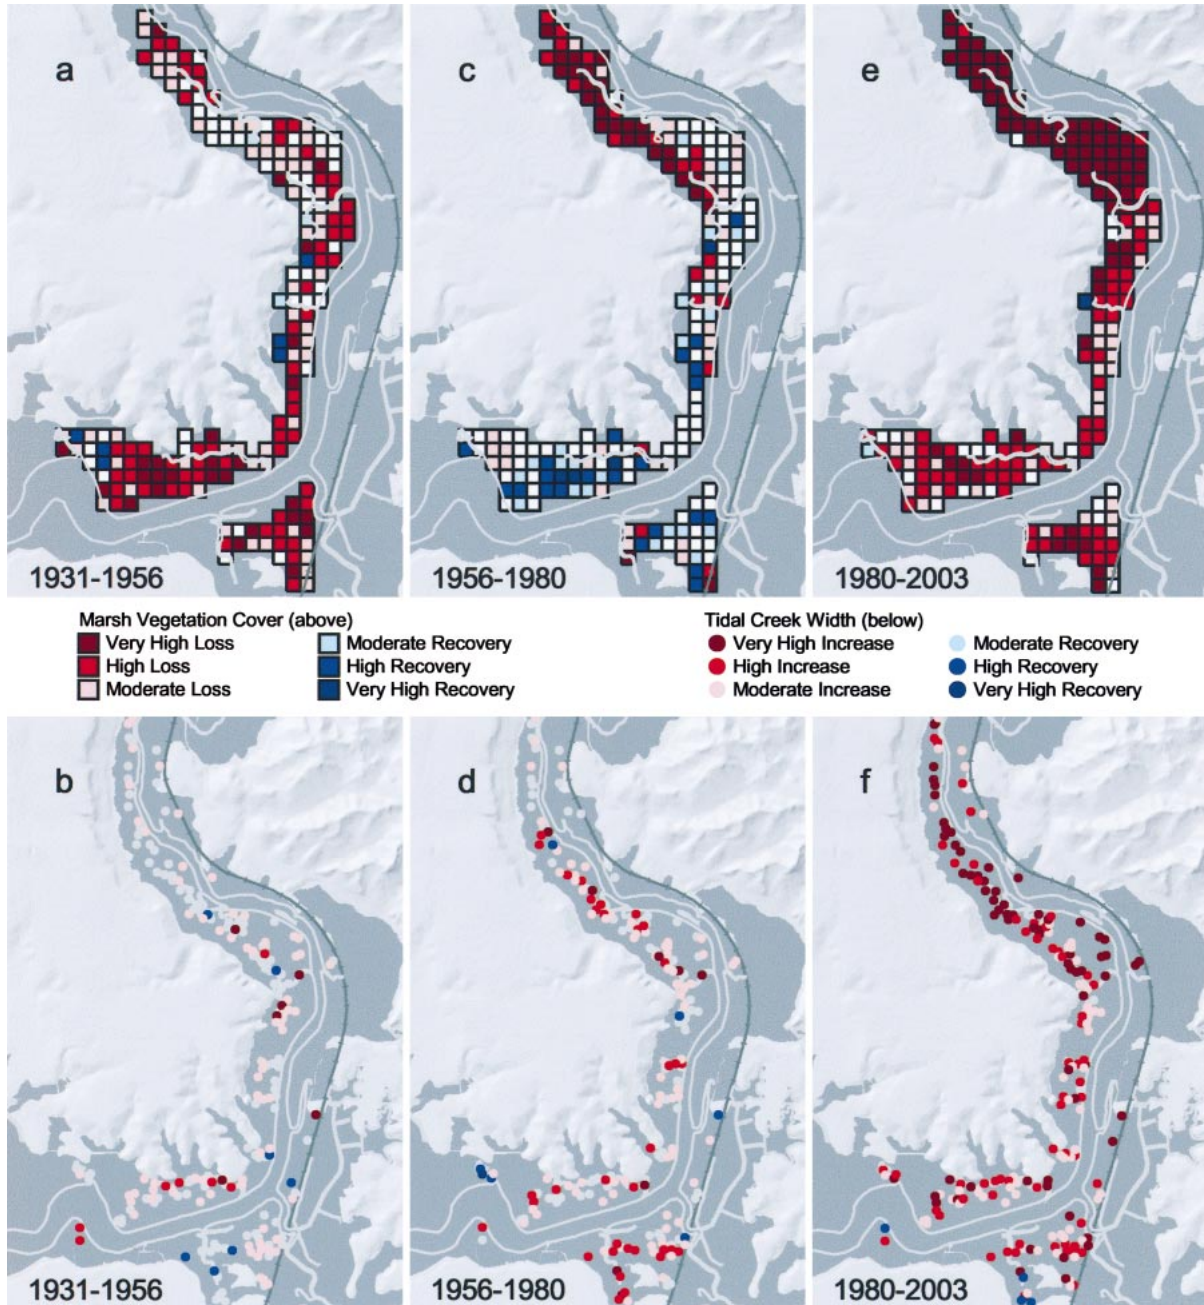 a
c
e
1931-1956
1956-1980
1980-2003
Marsh Vegetation Cover (above)
Very High Loss
High Loss
Moderate Loss
Moderate Recovery
High Recovery
Very High Recovery
Tidal Creek Width (below)
Very High Increase
High Increase
Moderate Increase
Moderate Recovery
High Recovery
Very High Recovery
b
d
f
1931-1956
1956-1980
1980-2003